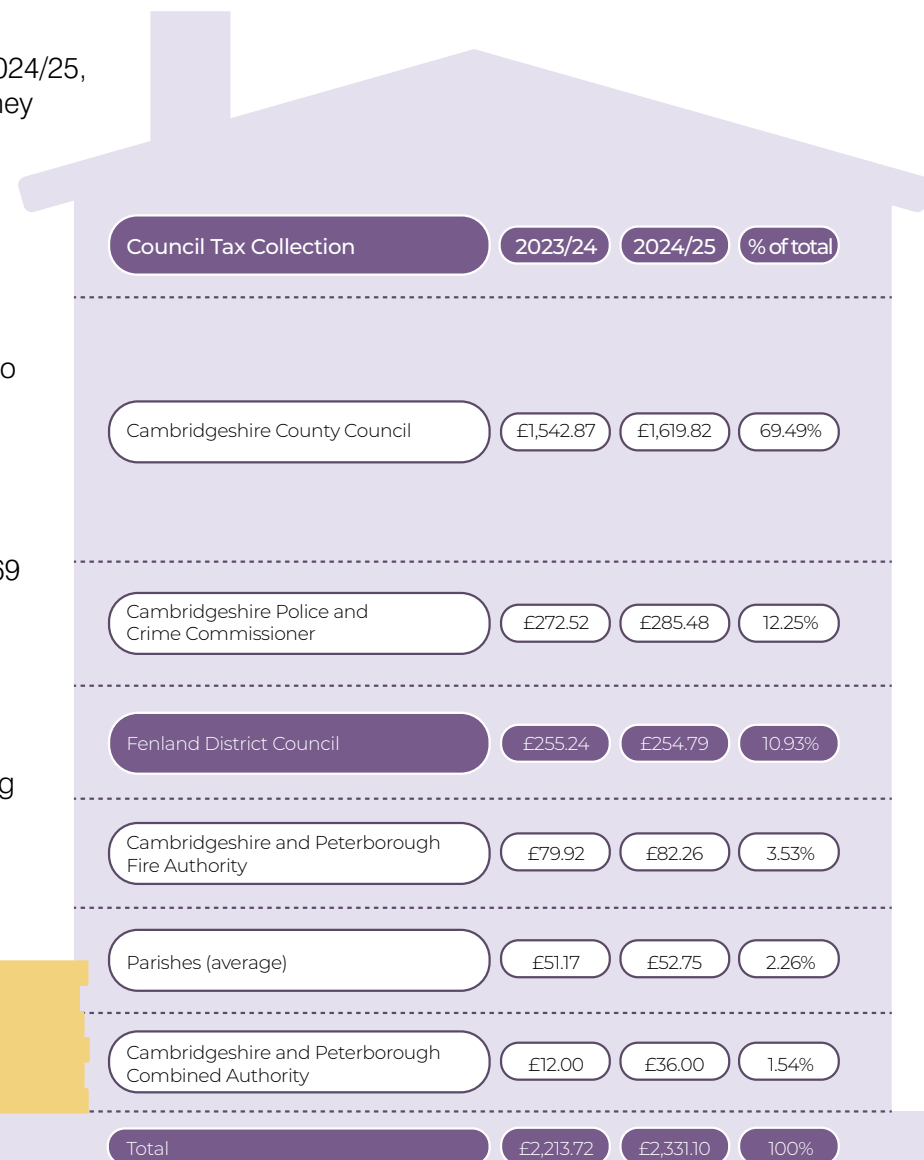 024/25,
ney
o
69
g
Council Tax Collection 2023/24 2024/25 % of total
Cambridgeshire County Council £1,542.87 £1,619.82 69.49%
Cambridgeshire Police and
Crime Commissioner £272.52 £285.48 12.25%
Fenland District Council £255.24 £254.79 10.93%
Cambridgeshire and Peterborough
Fire Authority £79.92 £82.26 3.53%
Parishes (average) £51.17 £52.75 2.26%
Cambridgeshire and Peterborough
Combined Authority £12.00 £36.00 1.54%
Total £2,213.72 £2,331.10 100%